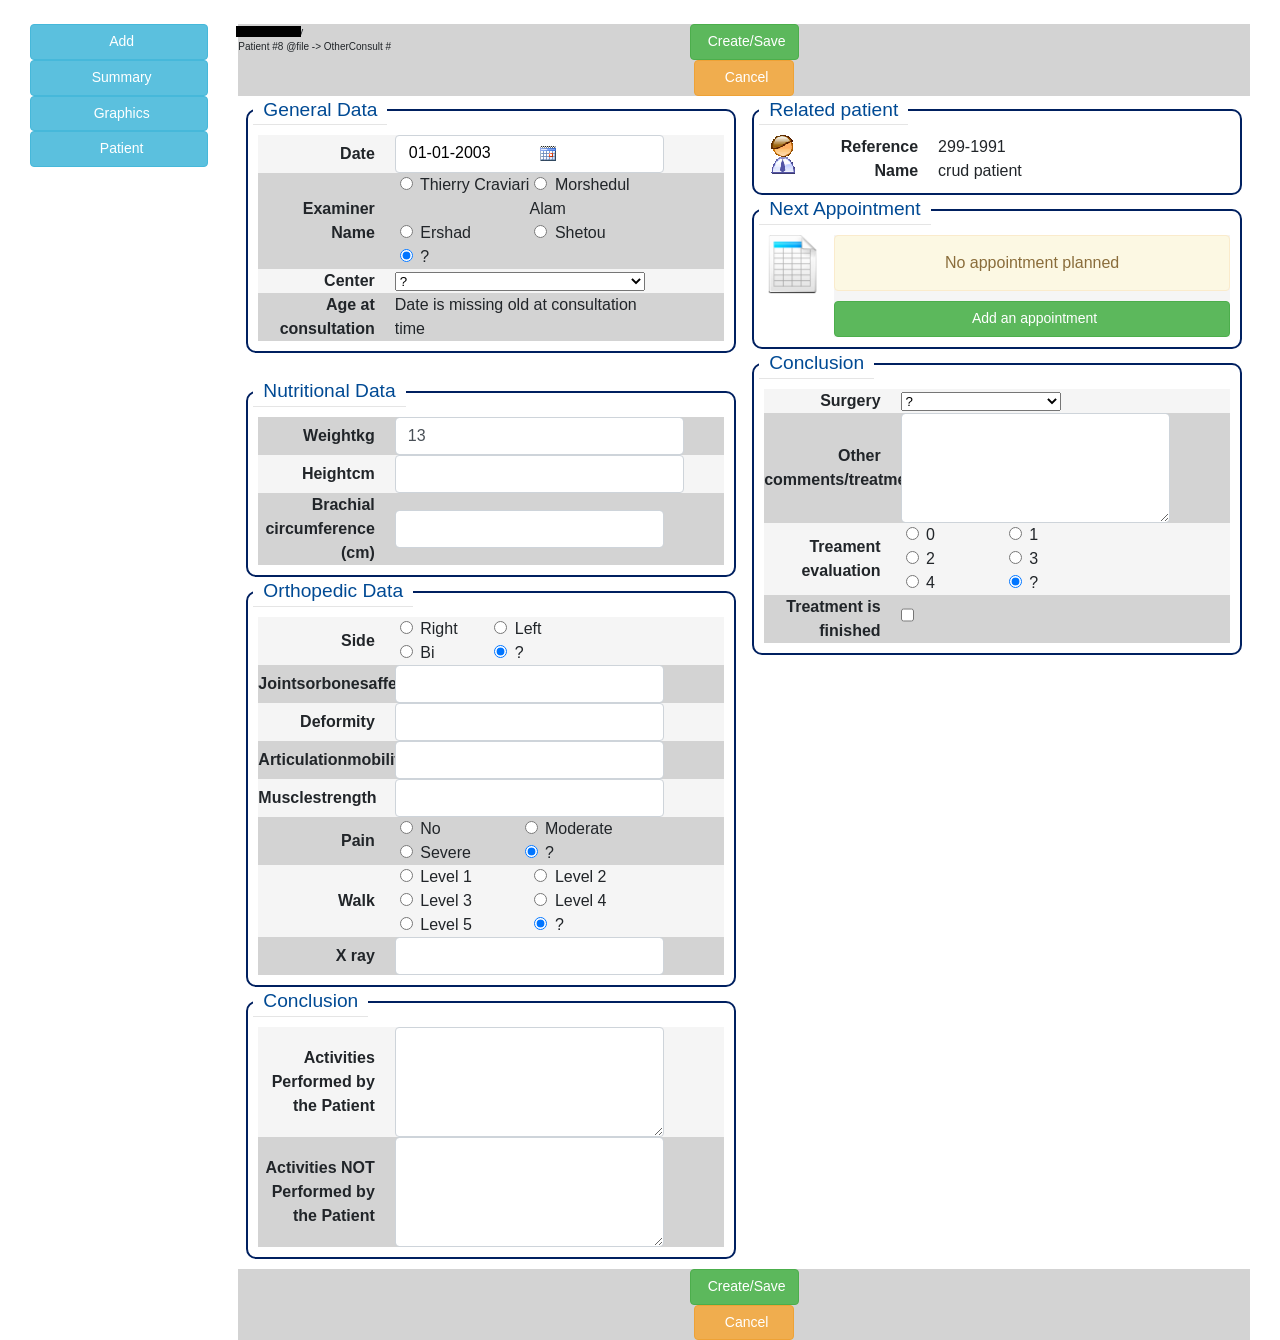 Add
Summary
Graphics
Patient
Patient #8 @file -> OtherConsult #
Create/Save
Cancel
General Data
Date
01-01-2003
Examiner
Name
Thierry Craviari
Morshedul
Alam
Ershad
Shetou
?
Center
?
Age at
consultation
Date is missing old at consultation
time
Nutritional Data
Weightkg
13
Heightcm
Brachial
circumference
(cm)
Orthopedic Data
Side
Right
Left
Bi
?
Jointsorbonesaffe
Deformity
Articulationmobili
Musclestrength
Pain
No
Moderate
Severe
?
Walk
Level 1
Level 2
Level 3
Level 4
Level 5
?
X ray
Conclusion
Activities
Performed by
the Patient
Activities NOT
Performed by
the Patient
Related patient
Reference
299-1991
Name
crud patient
Next Appointment
No appointment planned
Add an appointment
Conclusion
Surgery
?
Other
comments/treatme
Treament
evaluation
0
1
2
3
4
?
Treatment is
finished
Create/Save
Cancel